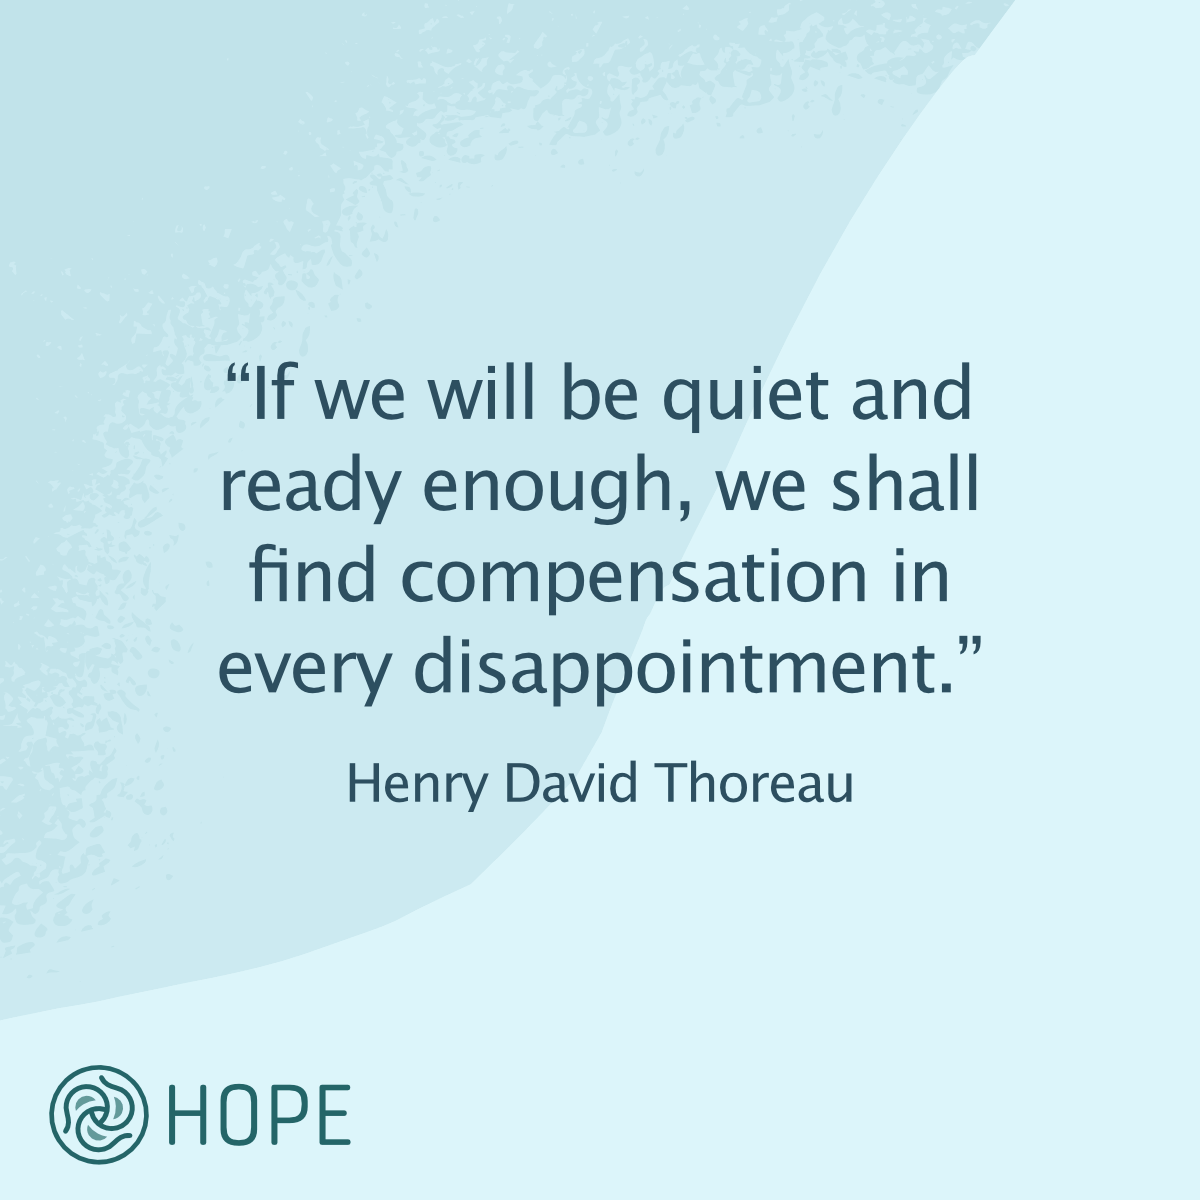 “If we will be quiet and
ready enough, we shall
find compensation in
every disappointment.”
Henry David Thoreau
HOPE